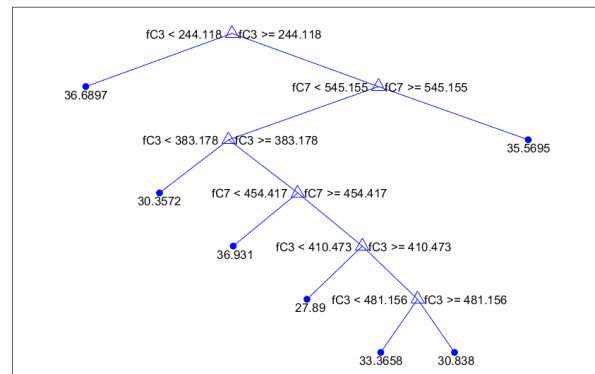 fC3 < 244.118 fC3 >= 244.118
36.6897
fC7 < 545.155 fC7 >= 545.155
fC3 < 383.178 fC3 >= 383.178
35.5695
30.3572
fC7 < 454.417 fC7 >= 454.417
36.931
fC3 < 410.473 fC3 >= 410.473
27.89
fC3 < 481.156 fC3 >= 481.156
33.3658
30.838